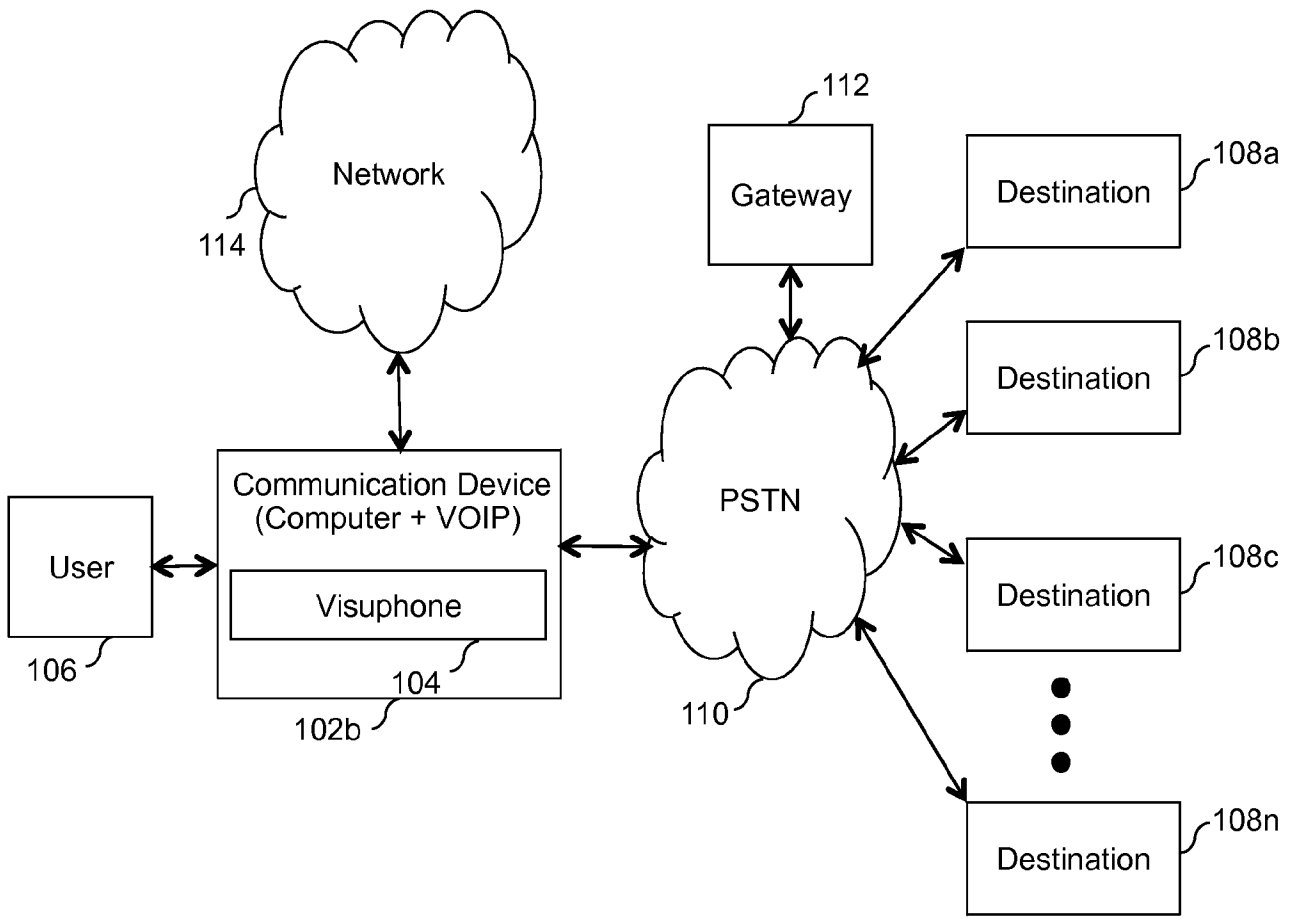 Network
114
112
Gateway
108a
Destination
108b
Destination
Communication Device
(Computer + VOIP)
Visuphone
104
102b
User
106
PSTN
110
108c
Destination
108n
Destination